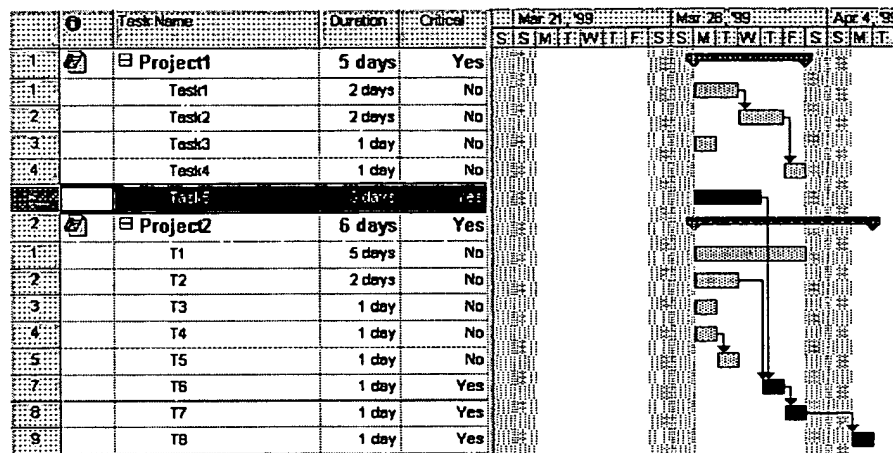 Task Name Duration Critical Mar 21, '99 Mar 28, '99 Apr 4, '99
S S M T W T F S S M T W T F S S M T
1 Project1 5 days Yes
1 Task1 2 days No
2 Task2 2 days No
3 Task3 1 day No
4 Task4 1 day No
Task5 3 days Yes
2 Project2 6 days Yes
1 T1 5 days No
2 T2 2 days No
3 T3 1 day No
4 T4 1 day No
5 T5 1 day No
7 T6 1 day Yes
8 T7 1 day Yes
9 T8 1 day Yes